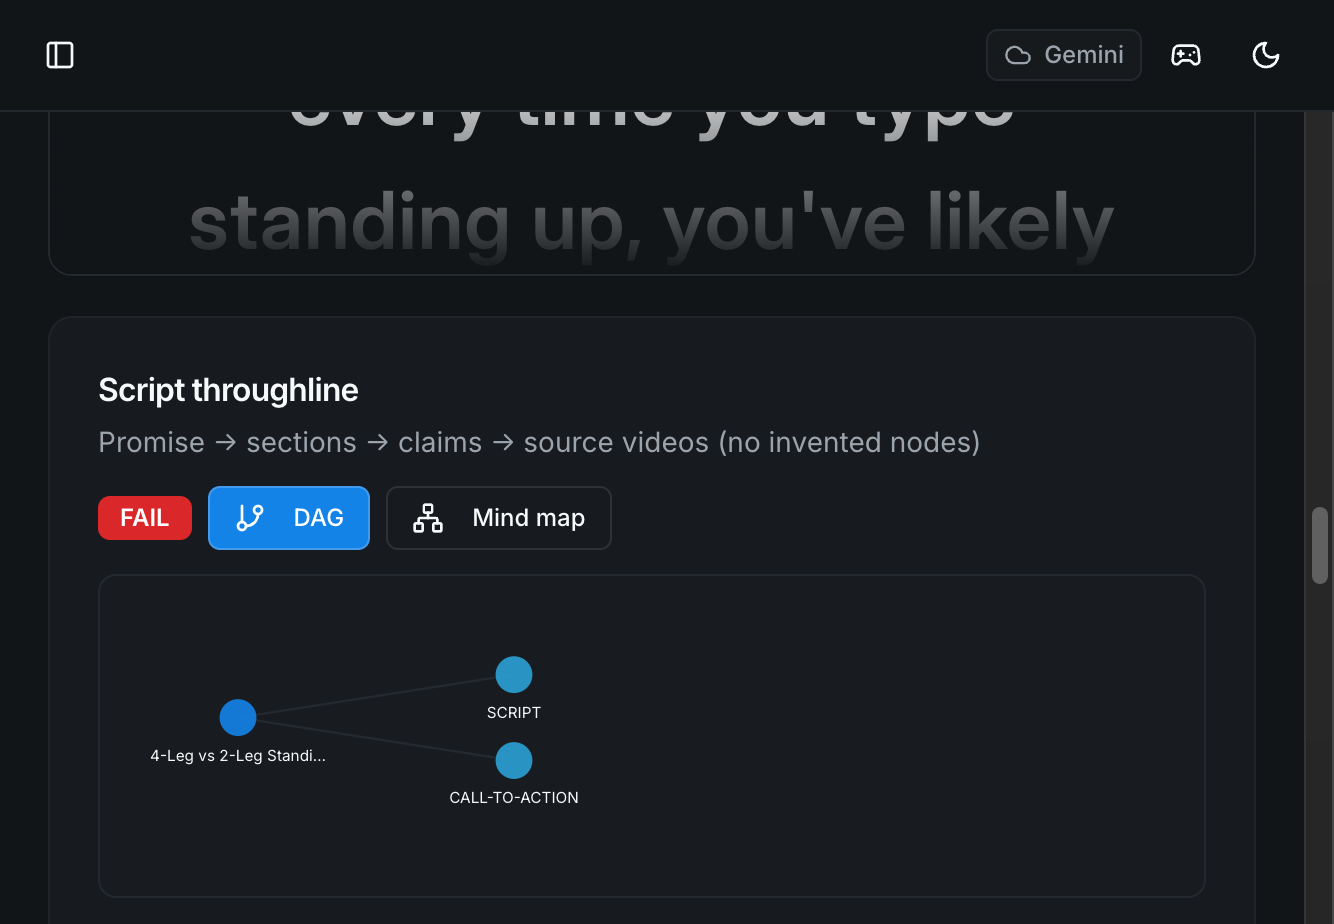 Gemini
every time you type
standing up, you've likely
Script throughline
Promise → sections → claims → source videos (no invented nodes)
FAIL
DAG
Mind map
SCRIPT
4-Leg vs 2-Leg Standi...
CALL-TO-ACTION